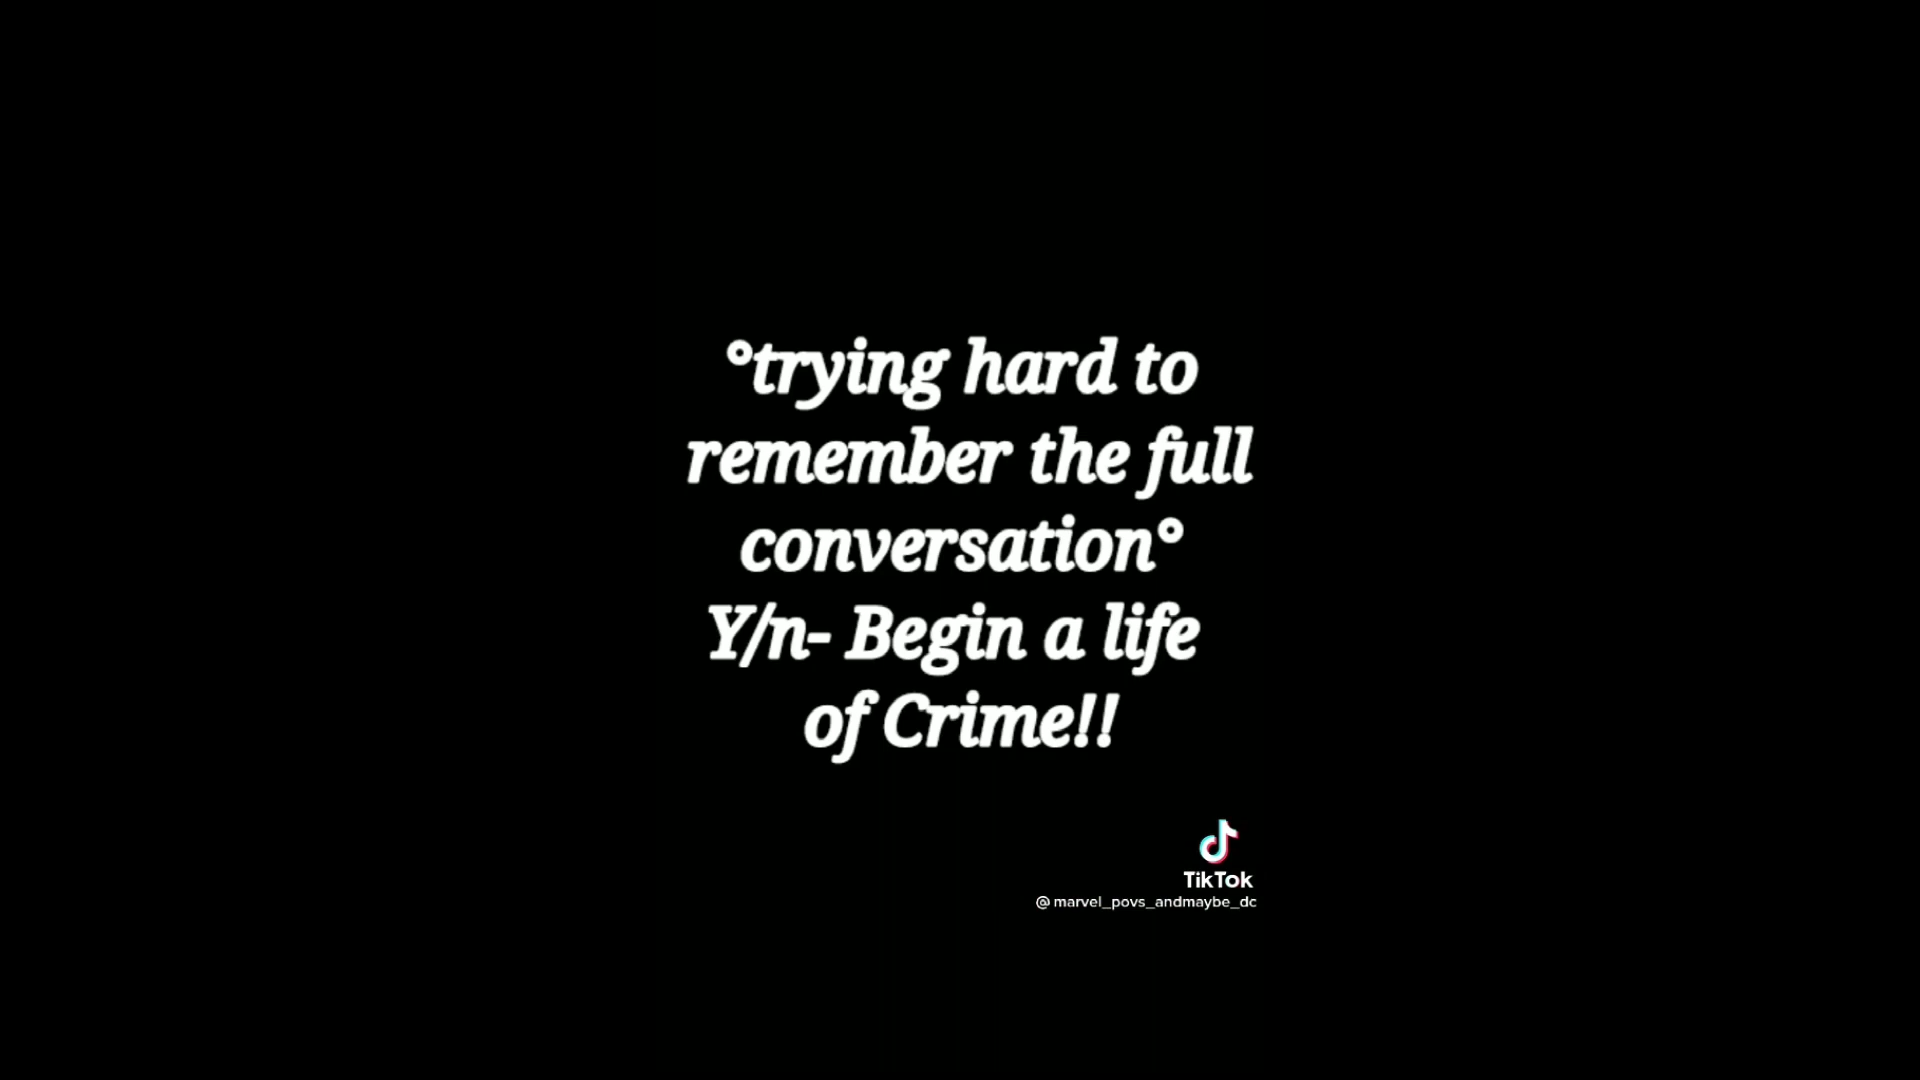 °trying hard to
remember the full
conversation°
Y/n- Begin a life
of Crime!!
TikTok
@marvel_povs_andmaybe_dc